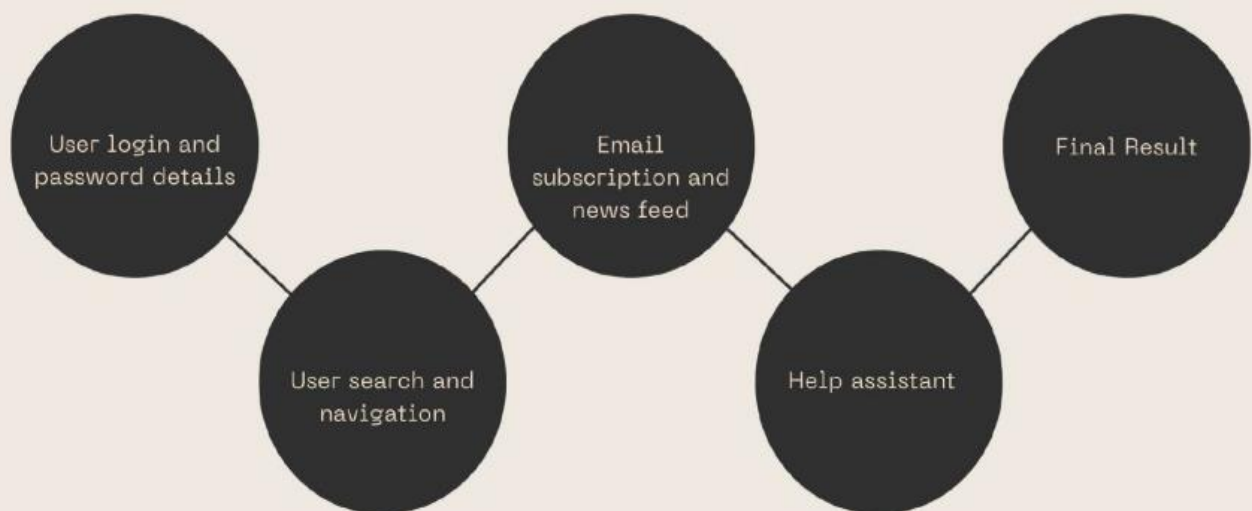 User login and
password details
User search and
navigation
Email
subscription and
news feed
Help assistant
Final Result